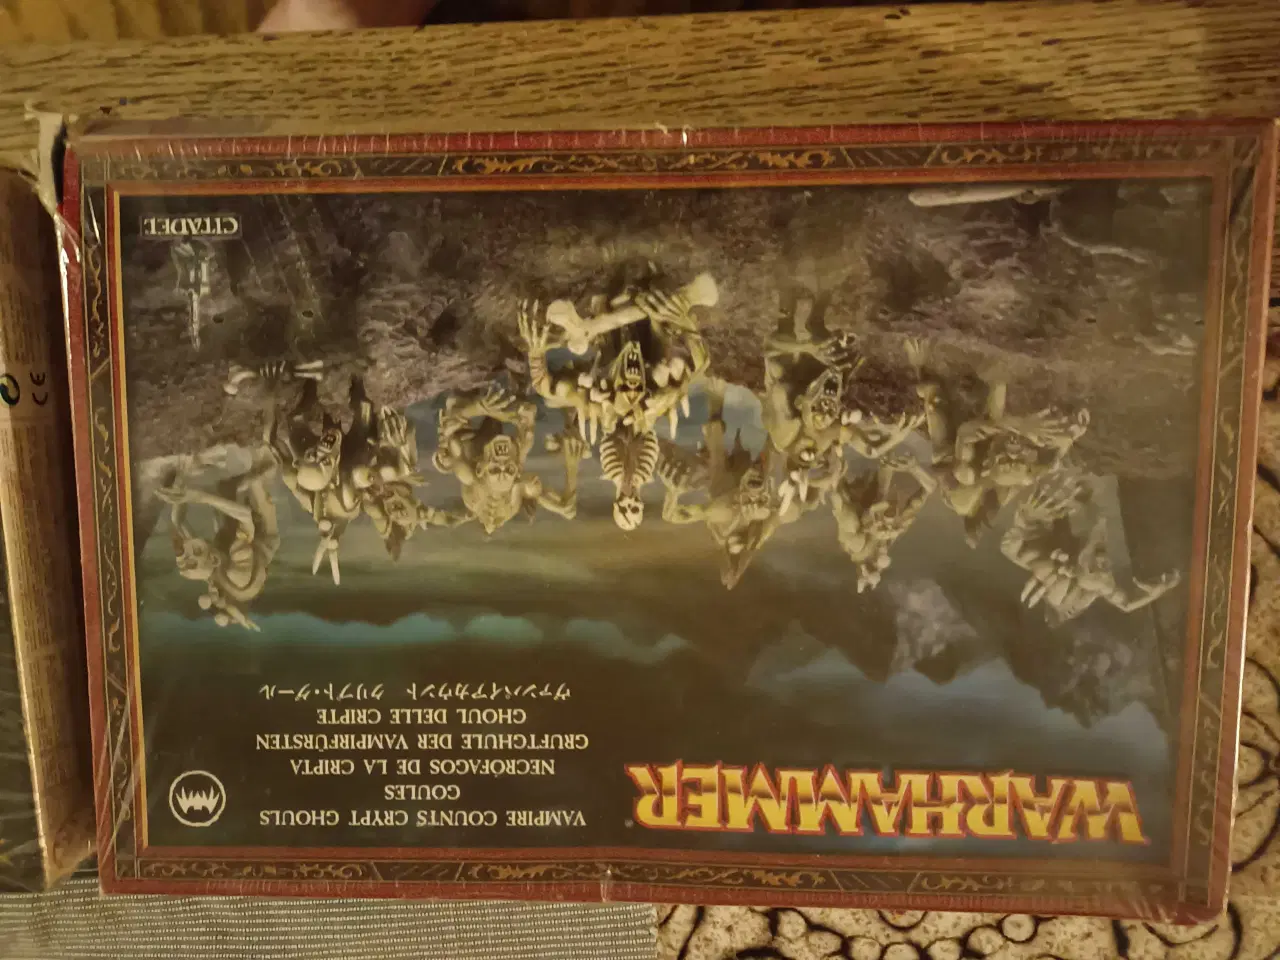 WARHAMMER®
VAMPIRE COUNTS CRYPT GHOULS
GOULES
NECRÓFAGOS DE LA CRIPTA
GRUFTGHULE DER VAMPIRFÜRSTEN
GHOUL DELLE CRIPTE
ヴァンパイアカウント クリプト・グール
CITADEL
CE